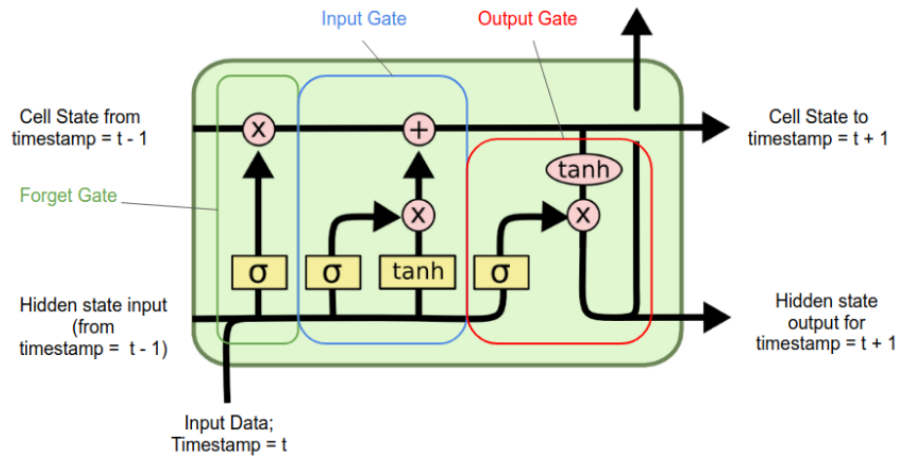 Input Gate
Output Gate
Cell State from
timestamp = t - 1
x
+
Cell State to
timestamp = t + 1
tanh
Forget Gate
x
x
σ
σ
tanh
σ
Hidden state input
(from
timestamp = t - 1)
Hidden state
output for
timestamp = t + 1
Input Data;
Timestamp = t